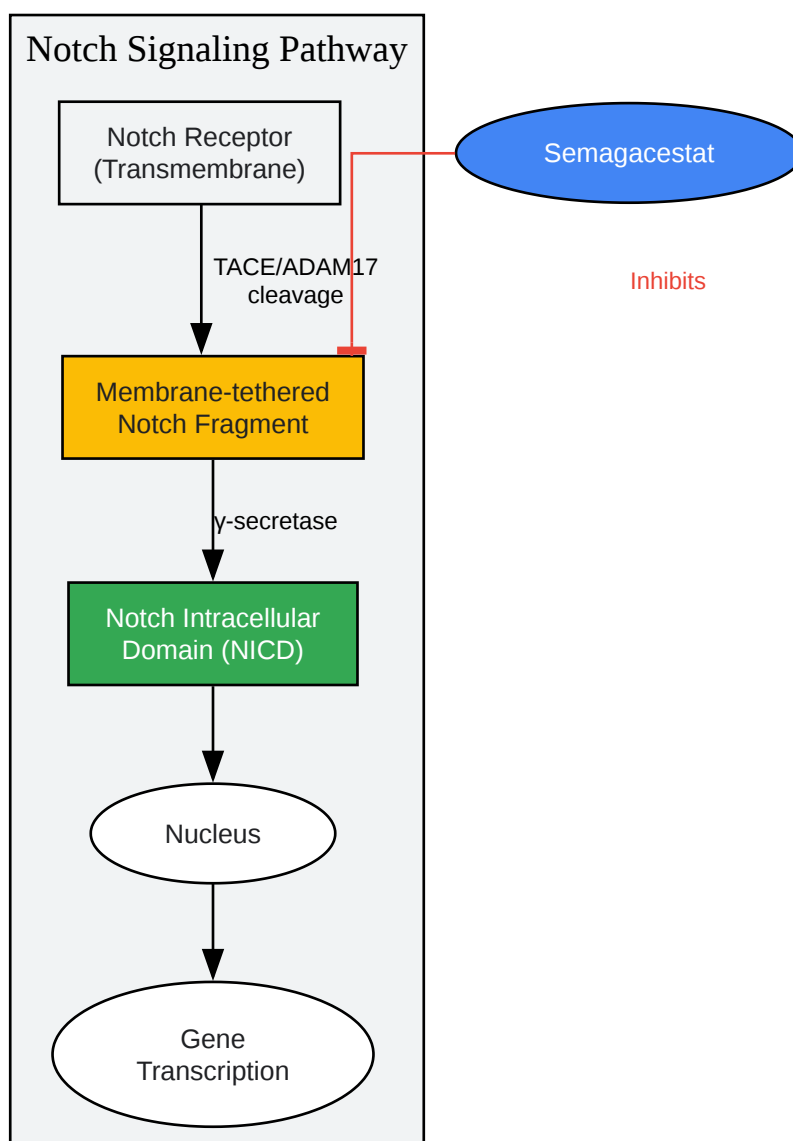 Notch Signaling Pathway
Notch Receptor
(Transmembrane)
Semagacestat
TACE/ADAM17
cleavage
Inhibits
Membrane-tethered
Notch Fragment
γ-secretase
Notch Intracellular
Domain (NICD)
Nucleus
Gene
Transcription